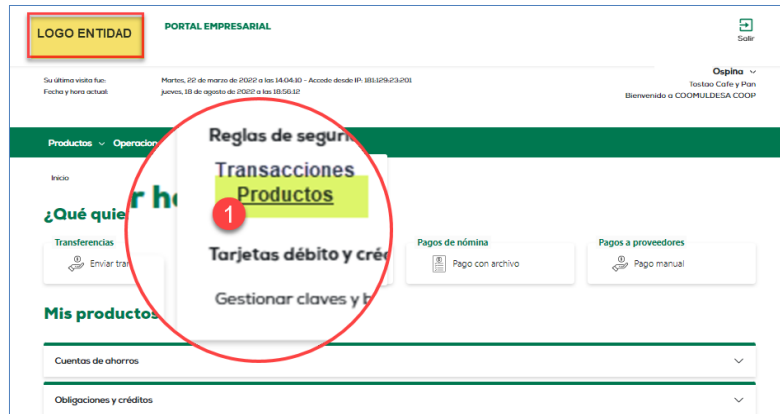 LOGO ENTIDAD
PORTAL EMPRESARIAL
Salir
Su última visita fue: Martes, 22 de marzo de 2022 a las 14:04:10 - Accede desde IP: 181:129:23:201
Fecha y hora actual: jueves, 18 de agosto de 2022 a las 18:56:12
Ospina
Tostao Cafe y Pan
Bienvenido a COOMULDESA COOP
Productos Operacion
Reglas de seguri
Transacciones
Productos
1
Tarjetas débito y créd
Gestionar claves y b
Inicio
r h
¿Qué quie
Transferencias
Enviar tra
Pagos de nómina
Pago con archivo
Pagos a proveedores
Pago manual
Mis productos
Cuentas de ahorros
Obligaciones y créditos